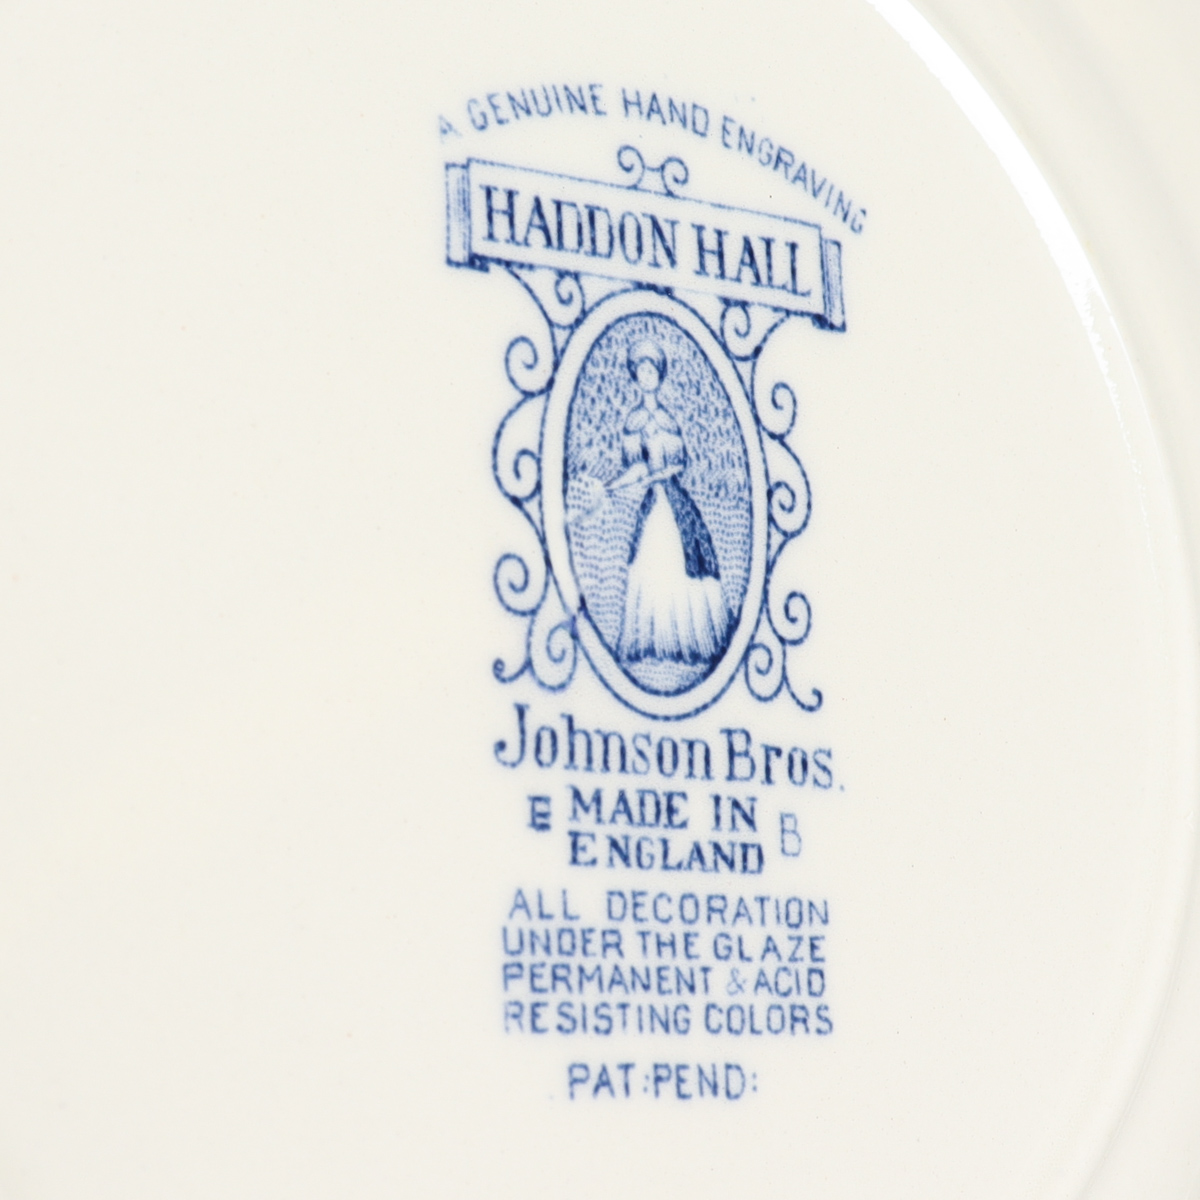 A GENUINE HAND ENGRAVING
HADDON HALL
Johnson Bros.
E MADE IN B
ENGLAND
ALL DECORATION
UNDER THE GLAZE
PERMANENT & ACID
RESISTING COLORS
PAT:PEND: